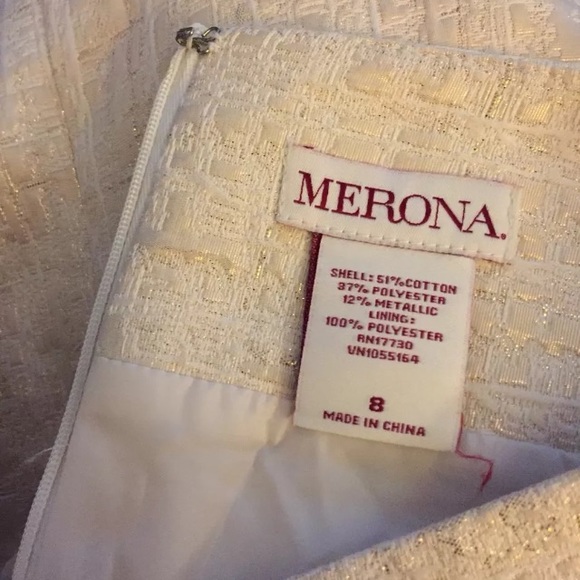 MERONA.
SHELL: 51% COTTON
37% POLYESTER
12% METALLIC
LINING:
100% POLYESTER
RN17730
VN1055164
8
MADE IN CHINA